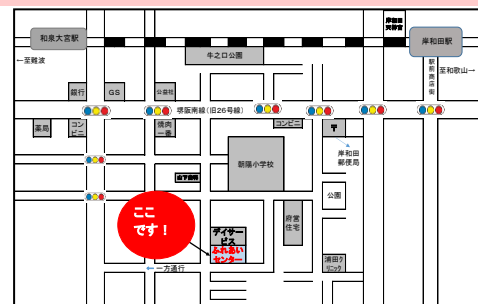 岸和田
天神宮
和泉大宮駅
岸和田駅
牛之口公園
←至難波
駅前商店街
至和歌山→
銀行
GS
公益社
堺阪南線(旧26号線)
薬局
コン
ビニ
焼肉
一番
コンビニ
〒
岸和田
郵便局
朝陽小学校
公園
ここ
です!
府営
住宅
デイサー
ビス
ふれあい
センター
浦田ク
リニック
←一方通行